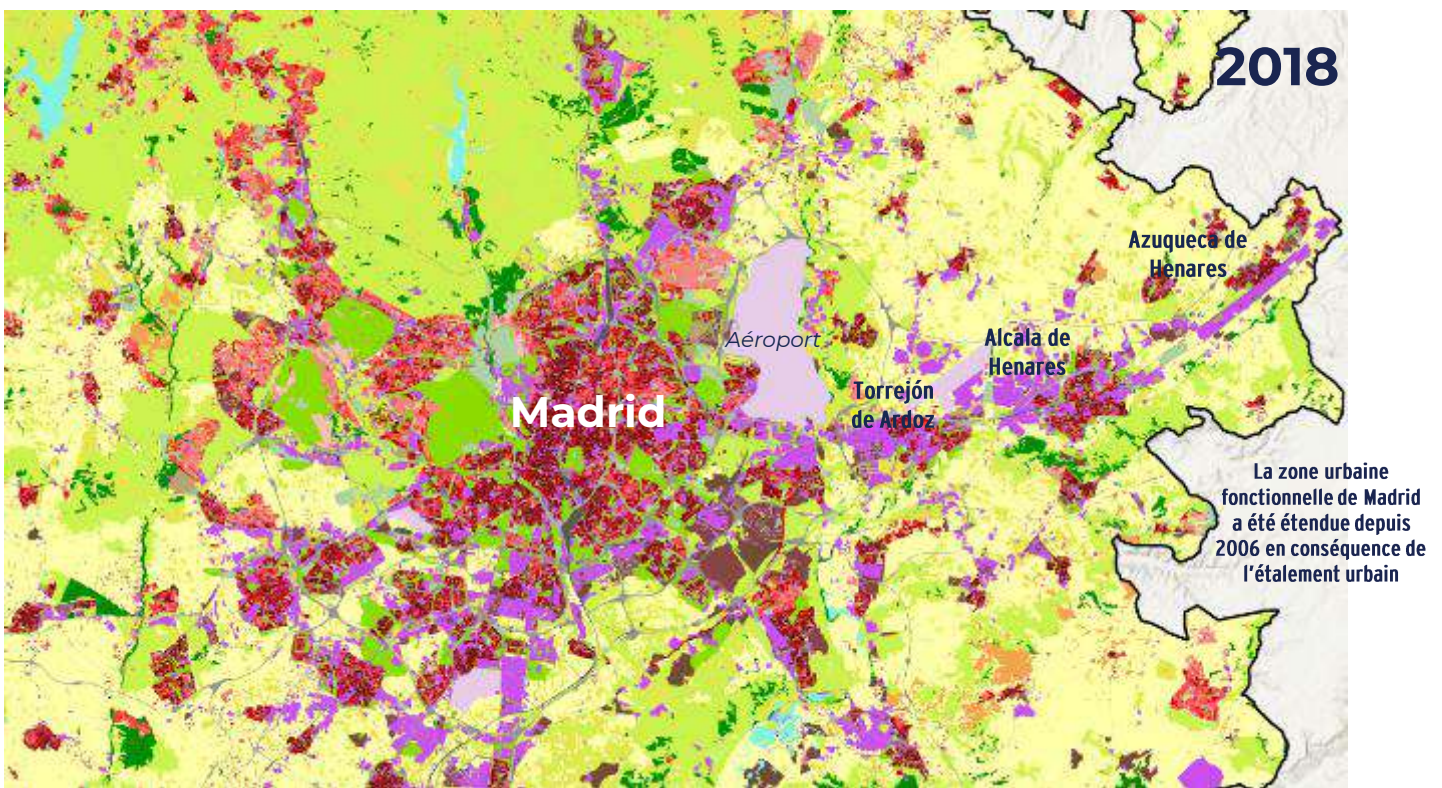 2018
Azuqueca de
Henares
Aéroport
Alcala de
Henares
Torrejón
de Ardoz
Madrid
La zone urbaine
fonctionnelle de Madrid
a été étendue depuis
2006 en conséquence de
l'étalement urbain